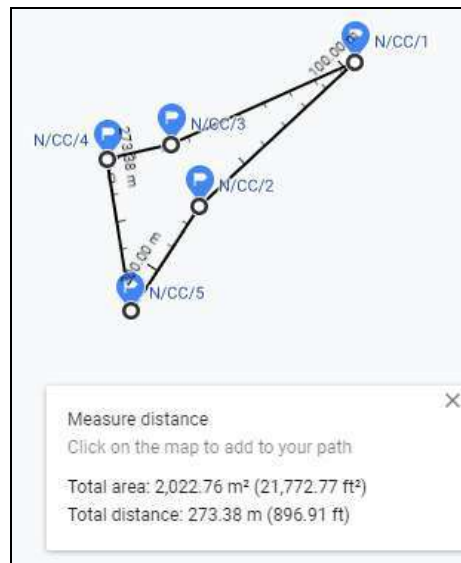 N/CC/1
100.00 m
N/CC/3
N/CC/4
273.38 m
N/CC/2
N/CC/5
Measure distance
Click on the map to add to your path
Total area: 2,022.76 m² (21,772.77 ft²)
Total distance: 273.38 m (896.91 ft)